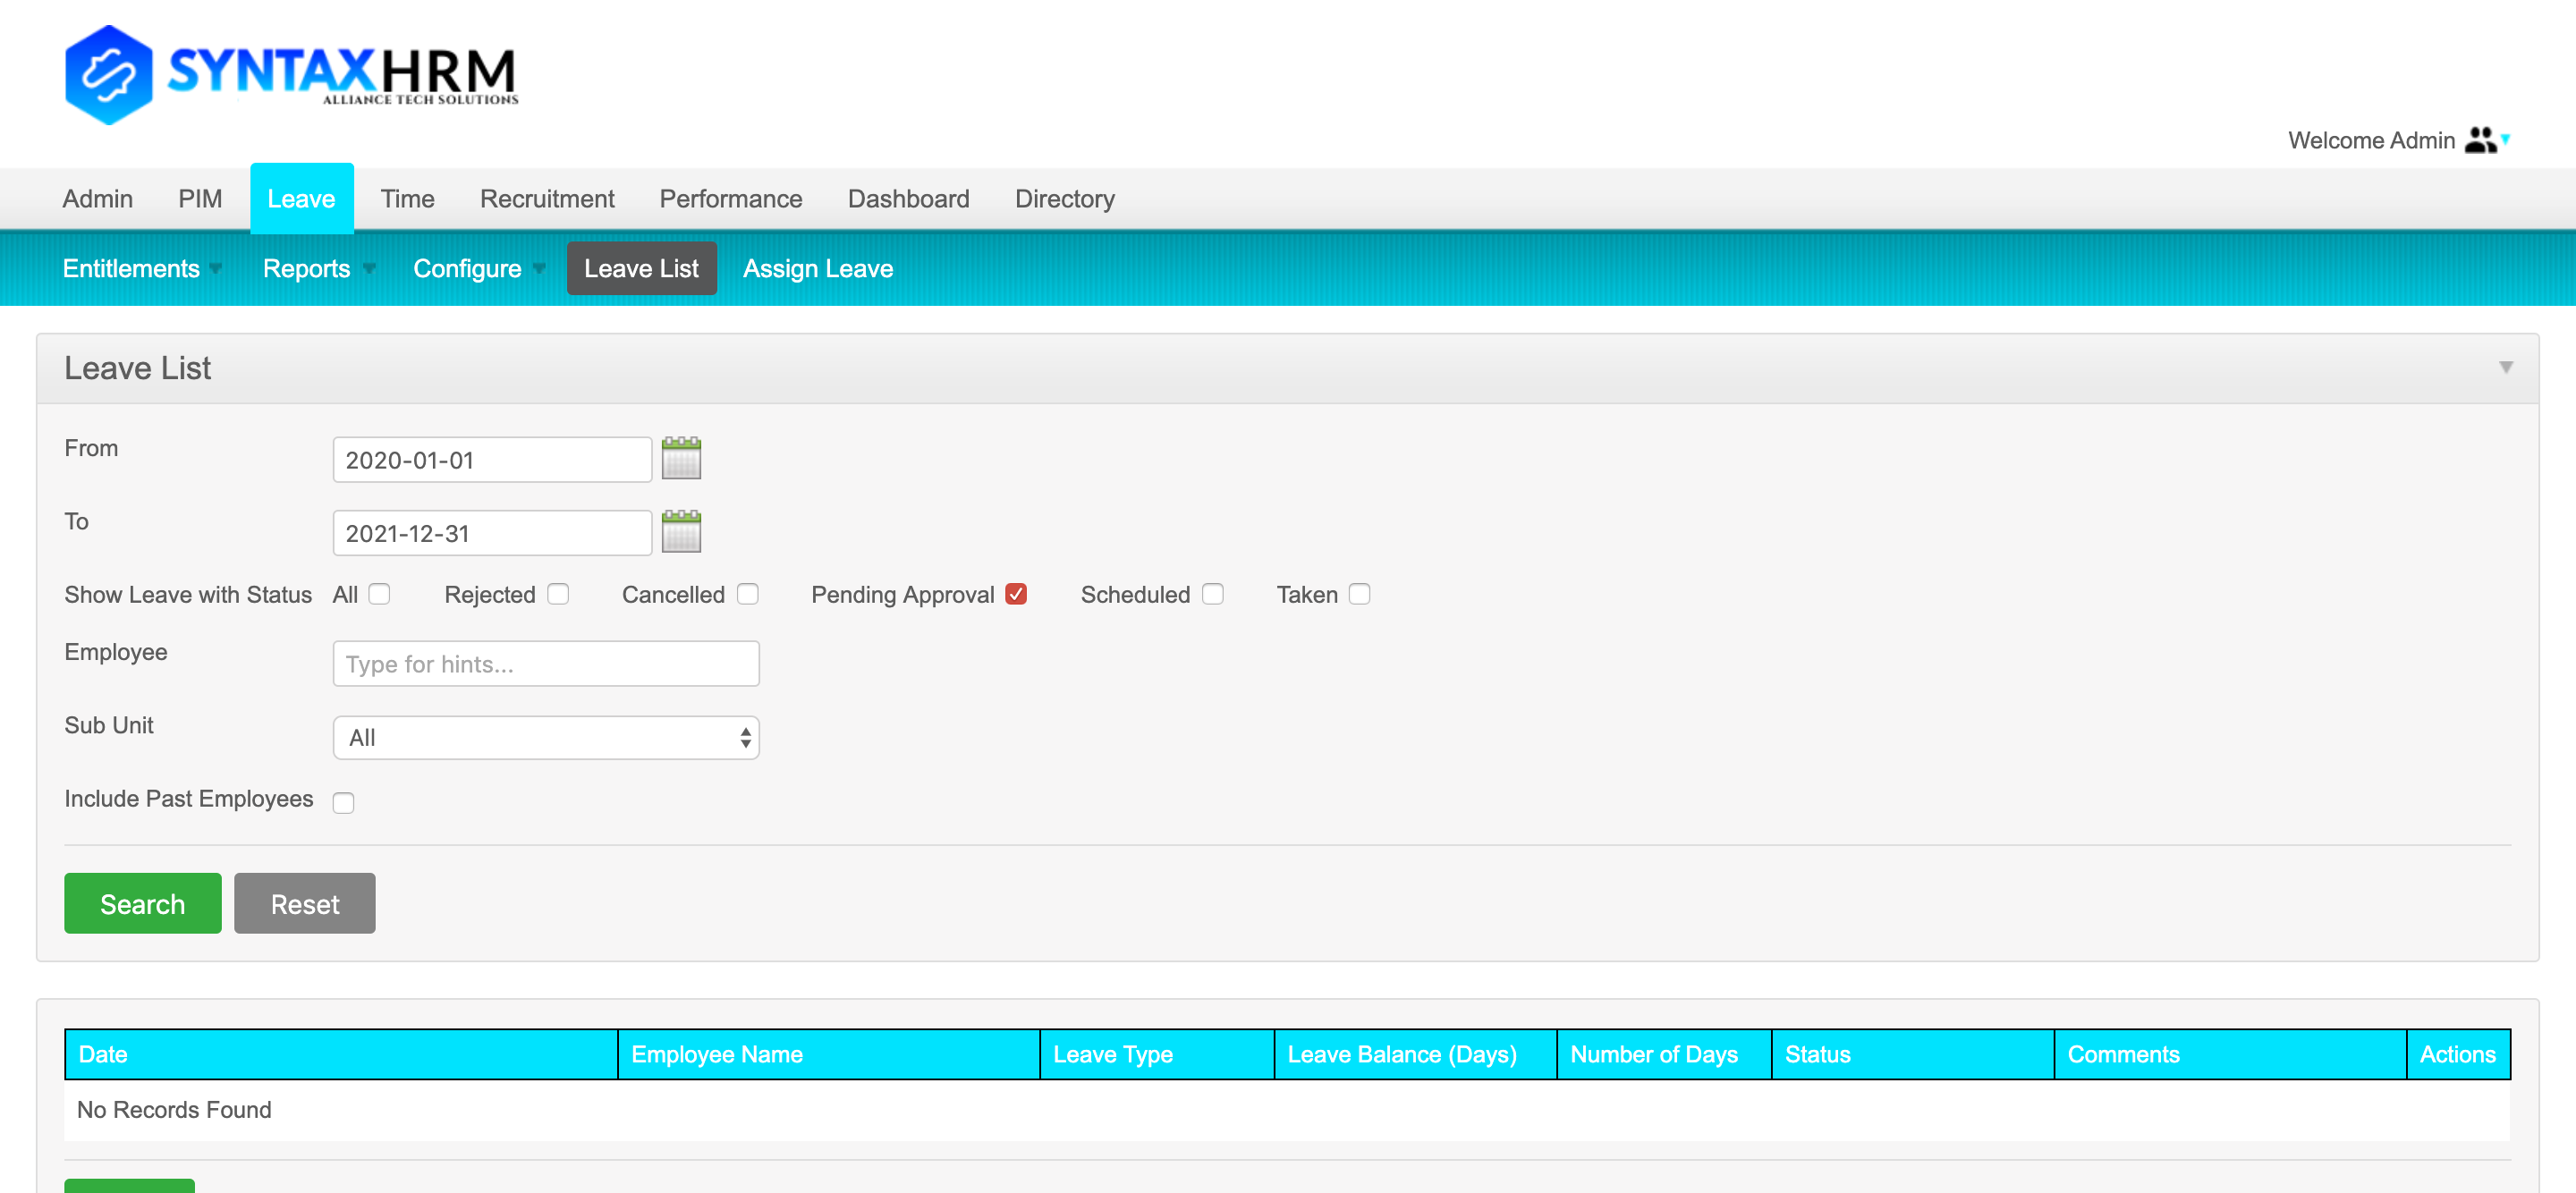 SYNTAXHRM
ALLIANCE TECH SOLUTIONS
Welcome Admin
Admin PIM Leave Time Recruitment Performance Dashboard Directory
Entitlements Reports Configure Leave List Assign Leave
Leave List
From 2020-01-01
To 2021-12-31
Show Leave with Status All Rejected Cancelled Pending Approval Scheduled Taken
Employee Type for hints...
Sub Unit All
Include Past Employees
Search Reset
Date Employee Name Leave Type Leave Balance (Days) Number of Days Status Comments Actions
No Records Found